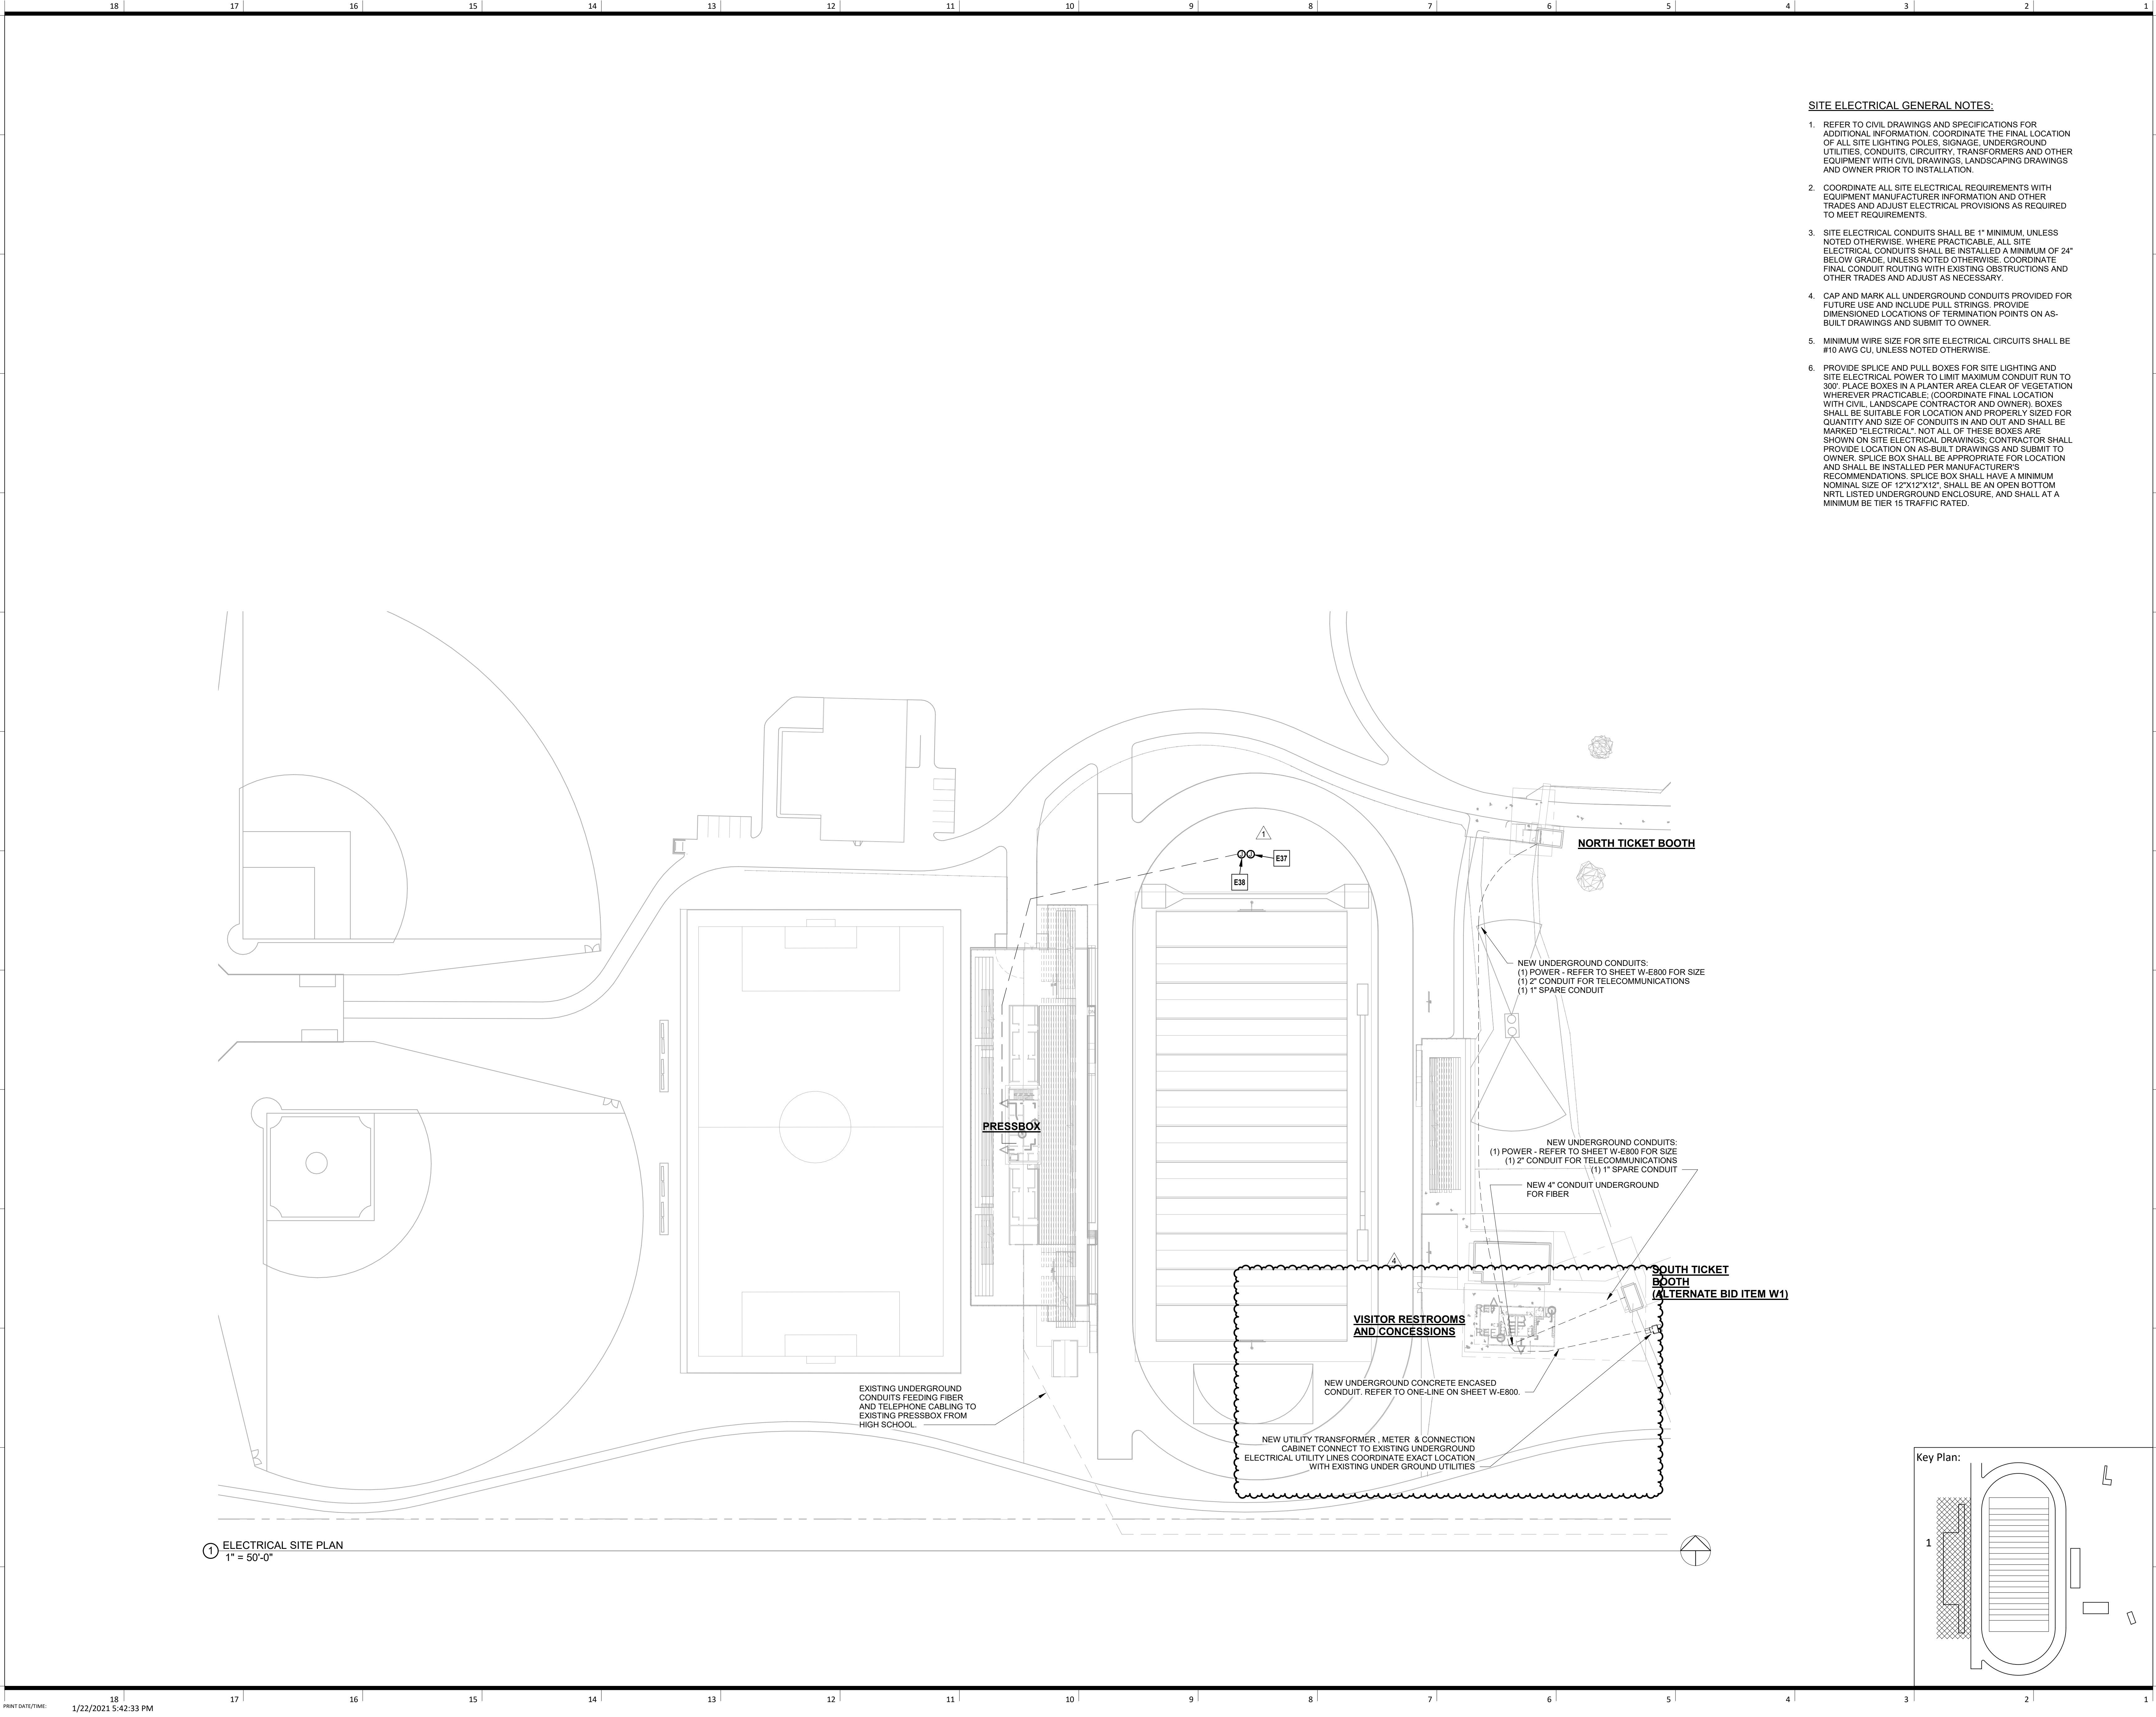 18 17 16 15 14 13 12 11 10 9 8 7 6 5 4 3 2 1
SITE ELECTRICAL GENERAL NOTES:
1. REFER TO CIVIL DRAWINGS AND SPECIFICATIONS FOR
ADDITIONAL INFORMATION. COORDINATE THE FINAL LOCATION
OF ALL SITE LIGHTING POLES, SIGNAGE, UNDERGROUND
UTILITIES, CONDUITS, CIRCUITRY, TRANSFORMERS AND OTHER
EQUIPMENT WITH CIVIL DRAWINGS, LANDSCAPING DRAWINGS
AND OWNER PRIOR TO INSTALLATION.
2. COORDINATE ALL SITE ELECTRICAL REQUIREMENTS WITH
EQUIPMENT MANUFACTURER INFORMATION AND OTHER
TRADES AND ADJUST ELECTRICAL PROVISIONS AS REQUIRED
TO MEET REQUIREMENTS.
3. SITE ELECTRICAL CONDUITS SHALL BE 1" MINIMUM, UNLESS
NOTED OTHERWISE. WHERE PRACTICABLE, ALL SITE
ELECTRICAL CONDUITS SHALL BE INSTALLED A MINIMUM OF 24"
BELOW GRADE, UNLESS NOTED OTHERWISE. COORDINATE
FINAL CONDUIT ROUTING WITH EXISTING OBSTRUCTIONS AND
OTHER TRADES AND ADJUST AS NECESSARY.
4. CAP AND MARK ALL UNDERGROUND CONDUITS PROVIDED FOR
FUTURE USE AND INCLUDE PULL STRINGS. PROVIDE
DIMENSIONED LOCATIONS OF TERMINATION POINTS ON AS-
BUILT DRAWINGS AND SUBMIT TO OWNER.
5. MINIMUM WIRE SIZE FOR SITE ELECTRICAL CIRCUITS SHALL BE
#10 AWG CU, UNLESS NOTED OTHERWISE.
6. PROVIDE SPLICE AND PULL BOXES FOR SITE LIGHTING AND
SITE ELECTRICAL POWER TO LIMIT MAXIMUM CONDUIT RUN TO
300'. PLACE BOXES IN A PLANTER AREA CLEAR OF VEGETATION
WHEREVER PRACTICABLE; (COORDINATE FINAL LOCATION
WITH CIVIL, LANDSCAPE CONTRACTOR AND OWNER). BOXES
SHALL BE SUITABLE FOR LOCATION AND PROPERLY SIZED FOR
QUANTITY AND SIZE OF CONDUITS IN AND OUT AND SHALL BE
MARKED "ELECTRICAL". NOT ALL OF THESE BOXES ARE
SHOWN ON SITE ELECTRICAL DRAWINGS; CONTRACTOR SHALL
PROVIDE LOCATION ON AS-BUILT DRAWINGS AND SUBMIT TO
OWNER. SPLICE BOX SHALL BE APPROPRIATE FOR LOCATION
AND SHALL BE INSTALLED PER MANUFACTURER'S
RECOMMENDATIONS. SPLICE BOX SHALL HAVE A MINIMUM
NOMINAL SIZE OF 12"X12"X12", SHALL BE AN OPEN BOTTOM
NRTL LISTED UNDERGROUND ENCLOSURE, AND SHALL AT A
MINIMUM BE TIER 15 TRAFFIC RATED.
1
J J
E37
E38
NORTH TICKET BOOTH
NEW UNDERGROUND CONDUITS:
(1) POWER - REFER TO SHEET W-E800 FOR SIZE
(1) 2" CONDUIT FOR TELECOMMUNICATIONS
(1) 1" SPARE CONDUIT
PRESSBOX
NEW UNDERGROUND CONDUITS:
(1) POWER - REFER TO SHEET W-E800 FOR SIZE
(1) 2" CONDUIT FOR TELECOMMUNICATIONS
(1) 1" SPARE CONDUIT
NEW 4" CONDUIT UNDERGROUND
FOR FIBER
4
SOUTH TICKET
BOOTH
(ALTERNATE BID ITEM W1)
VISITOR RESTROOMS
AND CONCESSIONS
EXISTING UNDERGROUND
CONDUITS FEEDING FIBER
AND TELEPHONE CABLING TO
EXISTING PRESSBOX FROM
HIGH SCHOOL.
NEW UNDERGROUND CONCRETE ENCASED
CONDUIT. REFER TO ONE-LINE ON SHEET W-E800.
NEW UTILITY TRANSFORMER , METER & CONNECTION
CABINET CONNECT TO EXISTING UNDERGROUND
ELECTRICAL UTILITY LINES COORDINATE EXACT LOCATION
WITH EXISTING UNDER GROUND UTILITIES
1 ELECTRICAL SITE PLAN
1" = 50'-0"
Key Plan:
1
18 17 16 15 14 13 12 11 10 9 8 7 6 5 4 3 2 1
PRINT DATE/TIME: 1/22/2021 5:42:33 PM